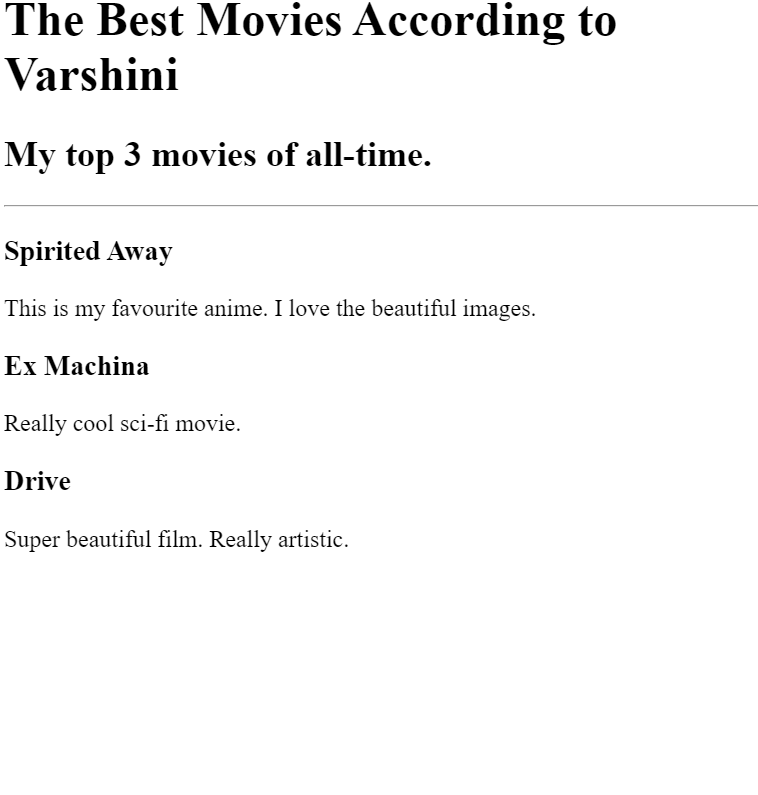 The Best Movies According to
Varshini
My top 3 movies of all-time.
Spirited Away
This is my favourite anime. I love the beautiful images.
Ex Machina
Really cool sci-fi movie.
Drive
Super beautiful film. Really artistic.